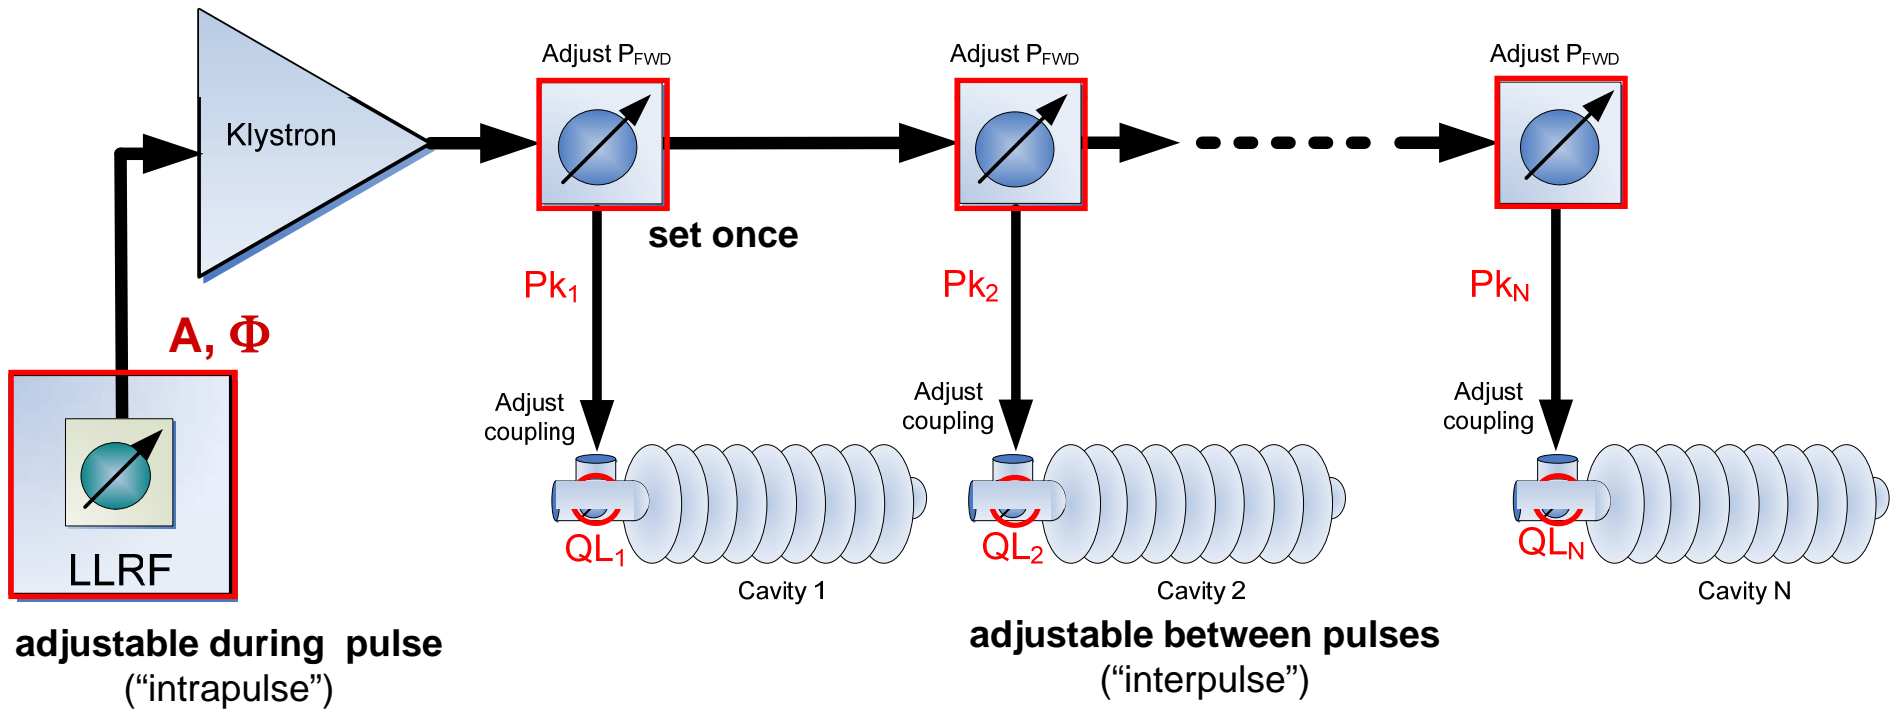 Adjust PFWD
Adjust PFWD
Adjust PFWD
Klystron
set once
Pk1
Pk2
PkN
A, Φ
Adjust
coupling
Adjust
coupling
Adjust
coupling
LLRF
QL1
QL2
QLN
Cavity 1
Cavity 2
Cavity N
adjustable during  pulse
(“intrapulse”)
adjustable between pulses
(“interpulse”)